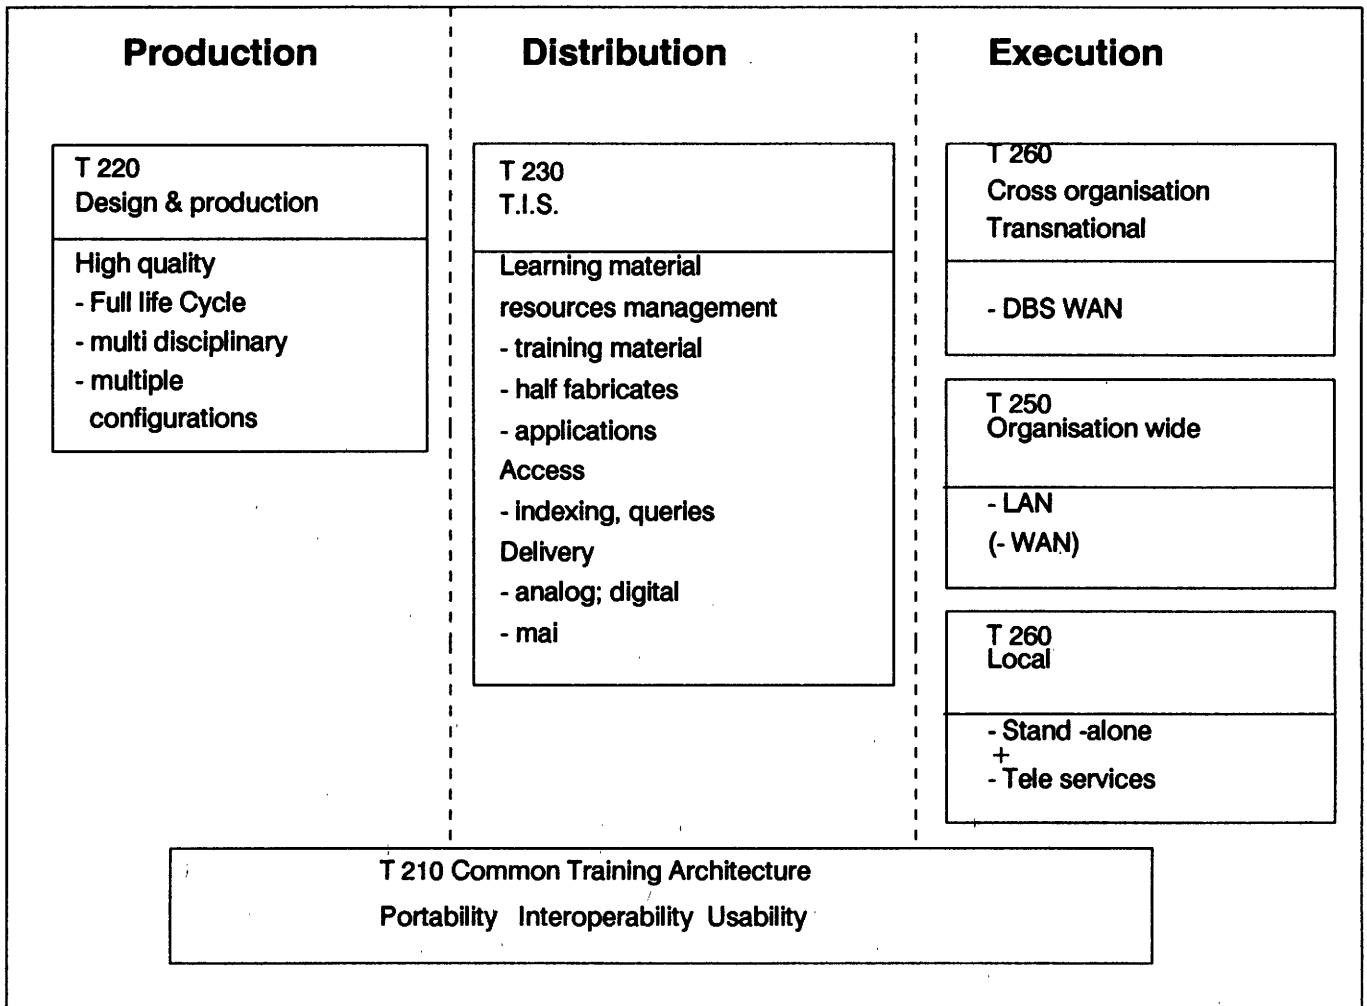 Production
T 220
Design & production
High quality
- Full life Cycle
- multi disciplinary
- multiple
configurations
Distribution
T 230
T.I.S.
Learning material
resources management
- training material
- half fabricates
- applications
Access
- indexing, queries
Delivery
- analog; digital
- mai
Execution
T 260
Cross organisation
Transnational
- DBS WAN
T 250
Organisation wide
- LAN
(- WAN)
T 260
Local
- Stand -alone
+
- Tele services
T 210 Common Training Architecture
Portability Interoperability Usability